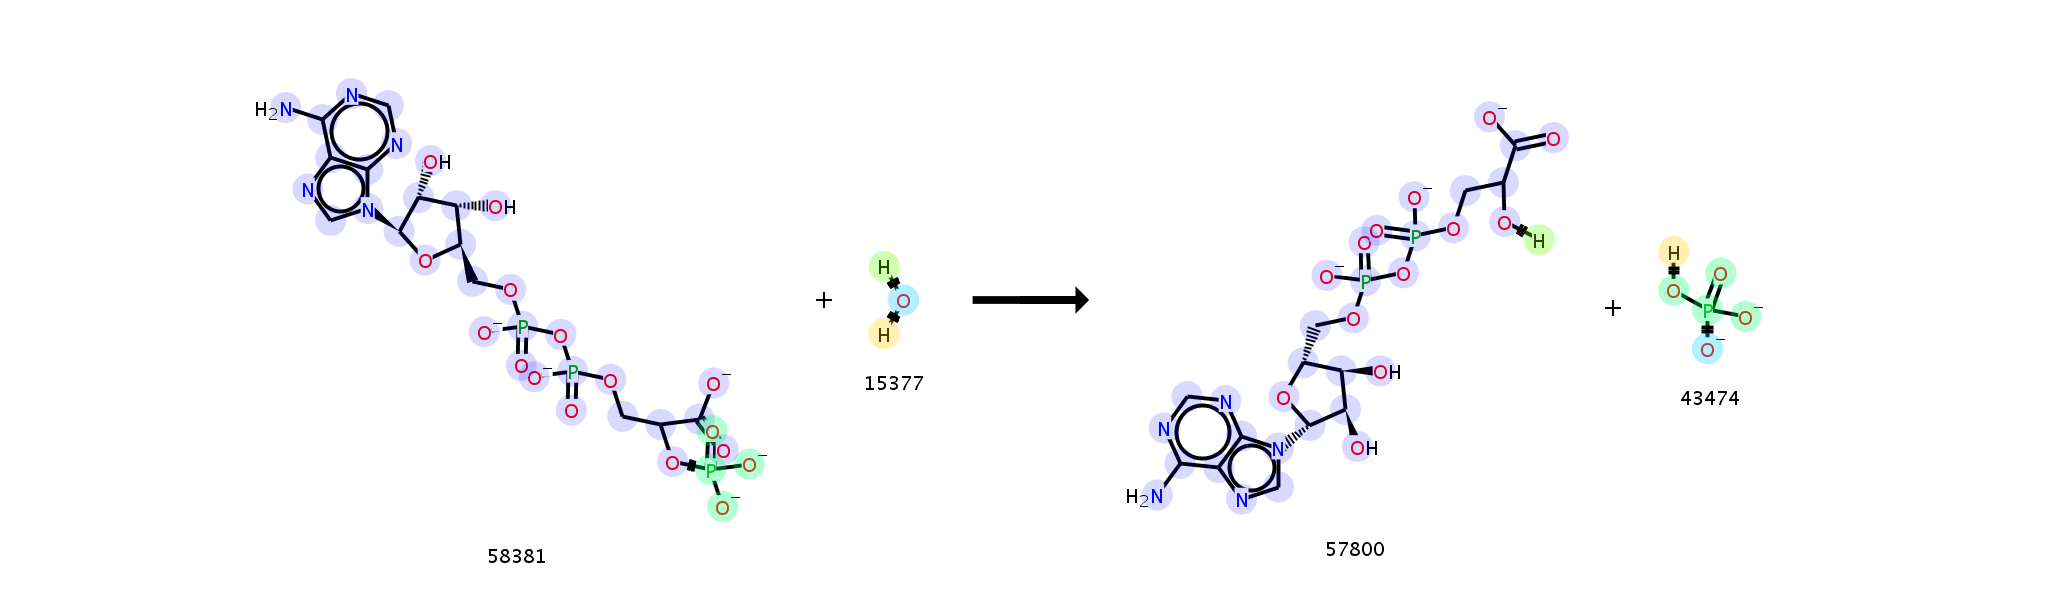 H2N N N N N OH OH O O O- P O O O- P O O O- O O O P O- O-
58381
+
H O H
15377
+
O- O O H O- O P O O O- P O O O OH OH N N N N H2N
57800
H O O P O- O-
43474